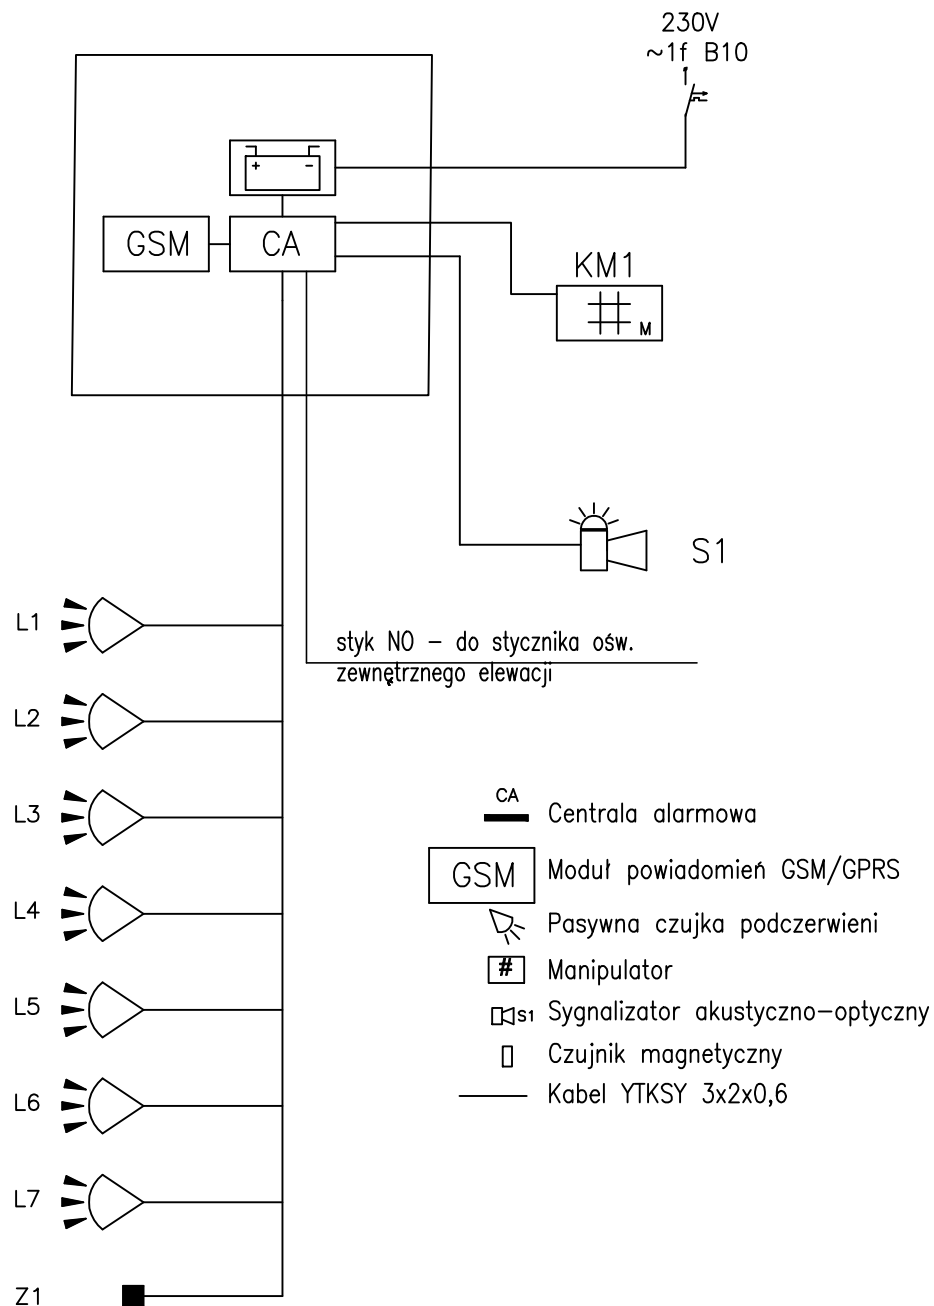 230V
~1f B10
+ -
GSM
CA
KM1
M
S1
L1
styk NO – do stycznika ośw.
zewnętrznego elewacji
L2
L3
L4
L5
L6
L7
Z1
CA
Centrala alarmowa
GSM Moduł powiadomień GSM/GPRS
Pasywna czujka podczerwieni
# Manipulator
S1 Sygnalizator akustyczno–optyczny
Czujnik magnetyczny
Kabel YTKSY 3x2x0,6